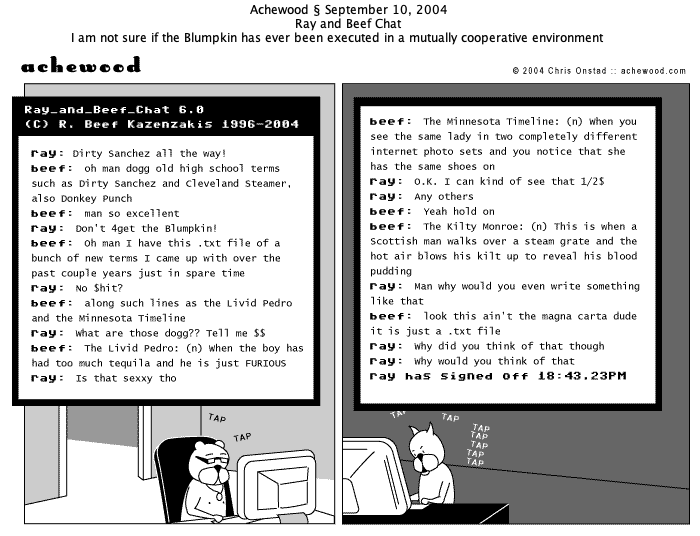 Achewood § September 10, 2004
Ray and Beef Chat
I am not sure if the Blumpkin has ever been executed in a mutually cooperative environment
achewood
© 2004 Chris Onstad :: achewood.com
Ray_and_Beef_Chat 6.0
(C) R. Beef Kazenzakis 1996-2004
ray: Dirty Sanchez all the way!
beef: oh man dogg old high school terms
such as Dirty Sanchez and Cleveland Steamer,
also Donkey Punch
beef: man so excellent
ray: Don't 4get the Blumpkin!
beef: oh man I have this .txt file of a
bunch of new terms I came up with over the
past couple years just in spare time
ray: No $hit?
beef: along such lines as the Livid Pedro
and the Minnesota Timeline
ray: What are those dogg?? Tell me $$
beef: The Livid Pedro: (n) When the boy has
had too much tequila and he is just FURIOUS
ray: Is that sexxy tho
TAP
TAP
beef: The Minnesota Timeline: (n) When you
see the same lady in two completely different
internet photo sets and you notice that she
has the same shoes on
ray: O.K. I can kind of see that 1/2$
ray: Any others
beef: Yeah hold on
beef: The Kilty Monroe: (n) This is when a
Scottish man walks over a steam grate and the
hot air blows his kilt up to reveal his blood
pudding
ray: Man why would you even write something
like that
beef: look this ain't the magna carta dude
it is just a .txt file
ray: Why did you think of that though
ray: Why would you think of that
ray has signed off 18:43.23PM
TAP
TAP
TAP
TAP
TAP
TAP